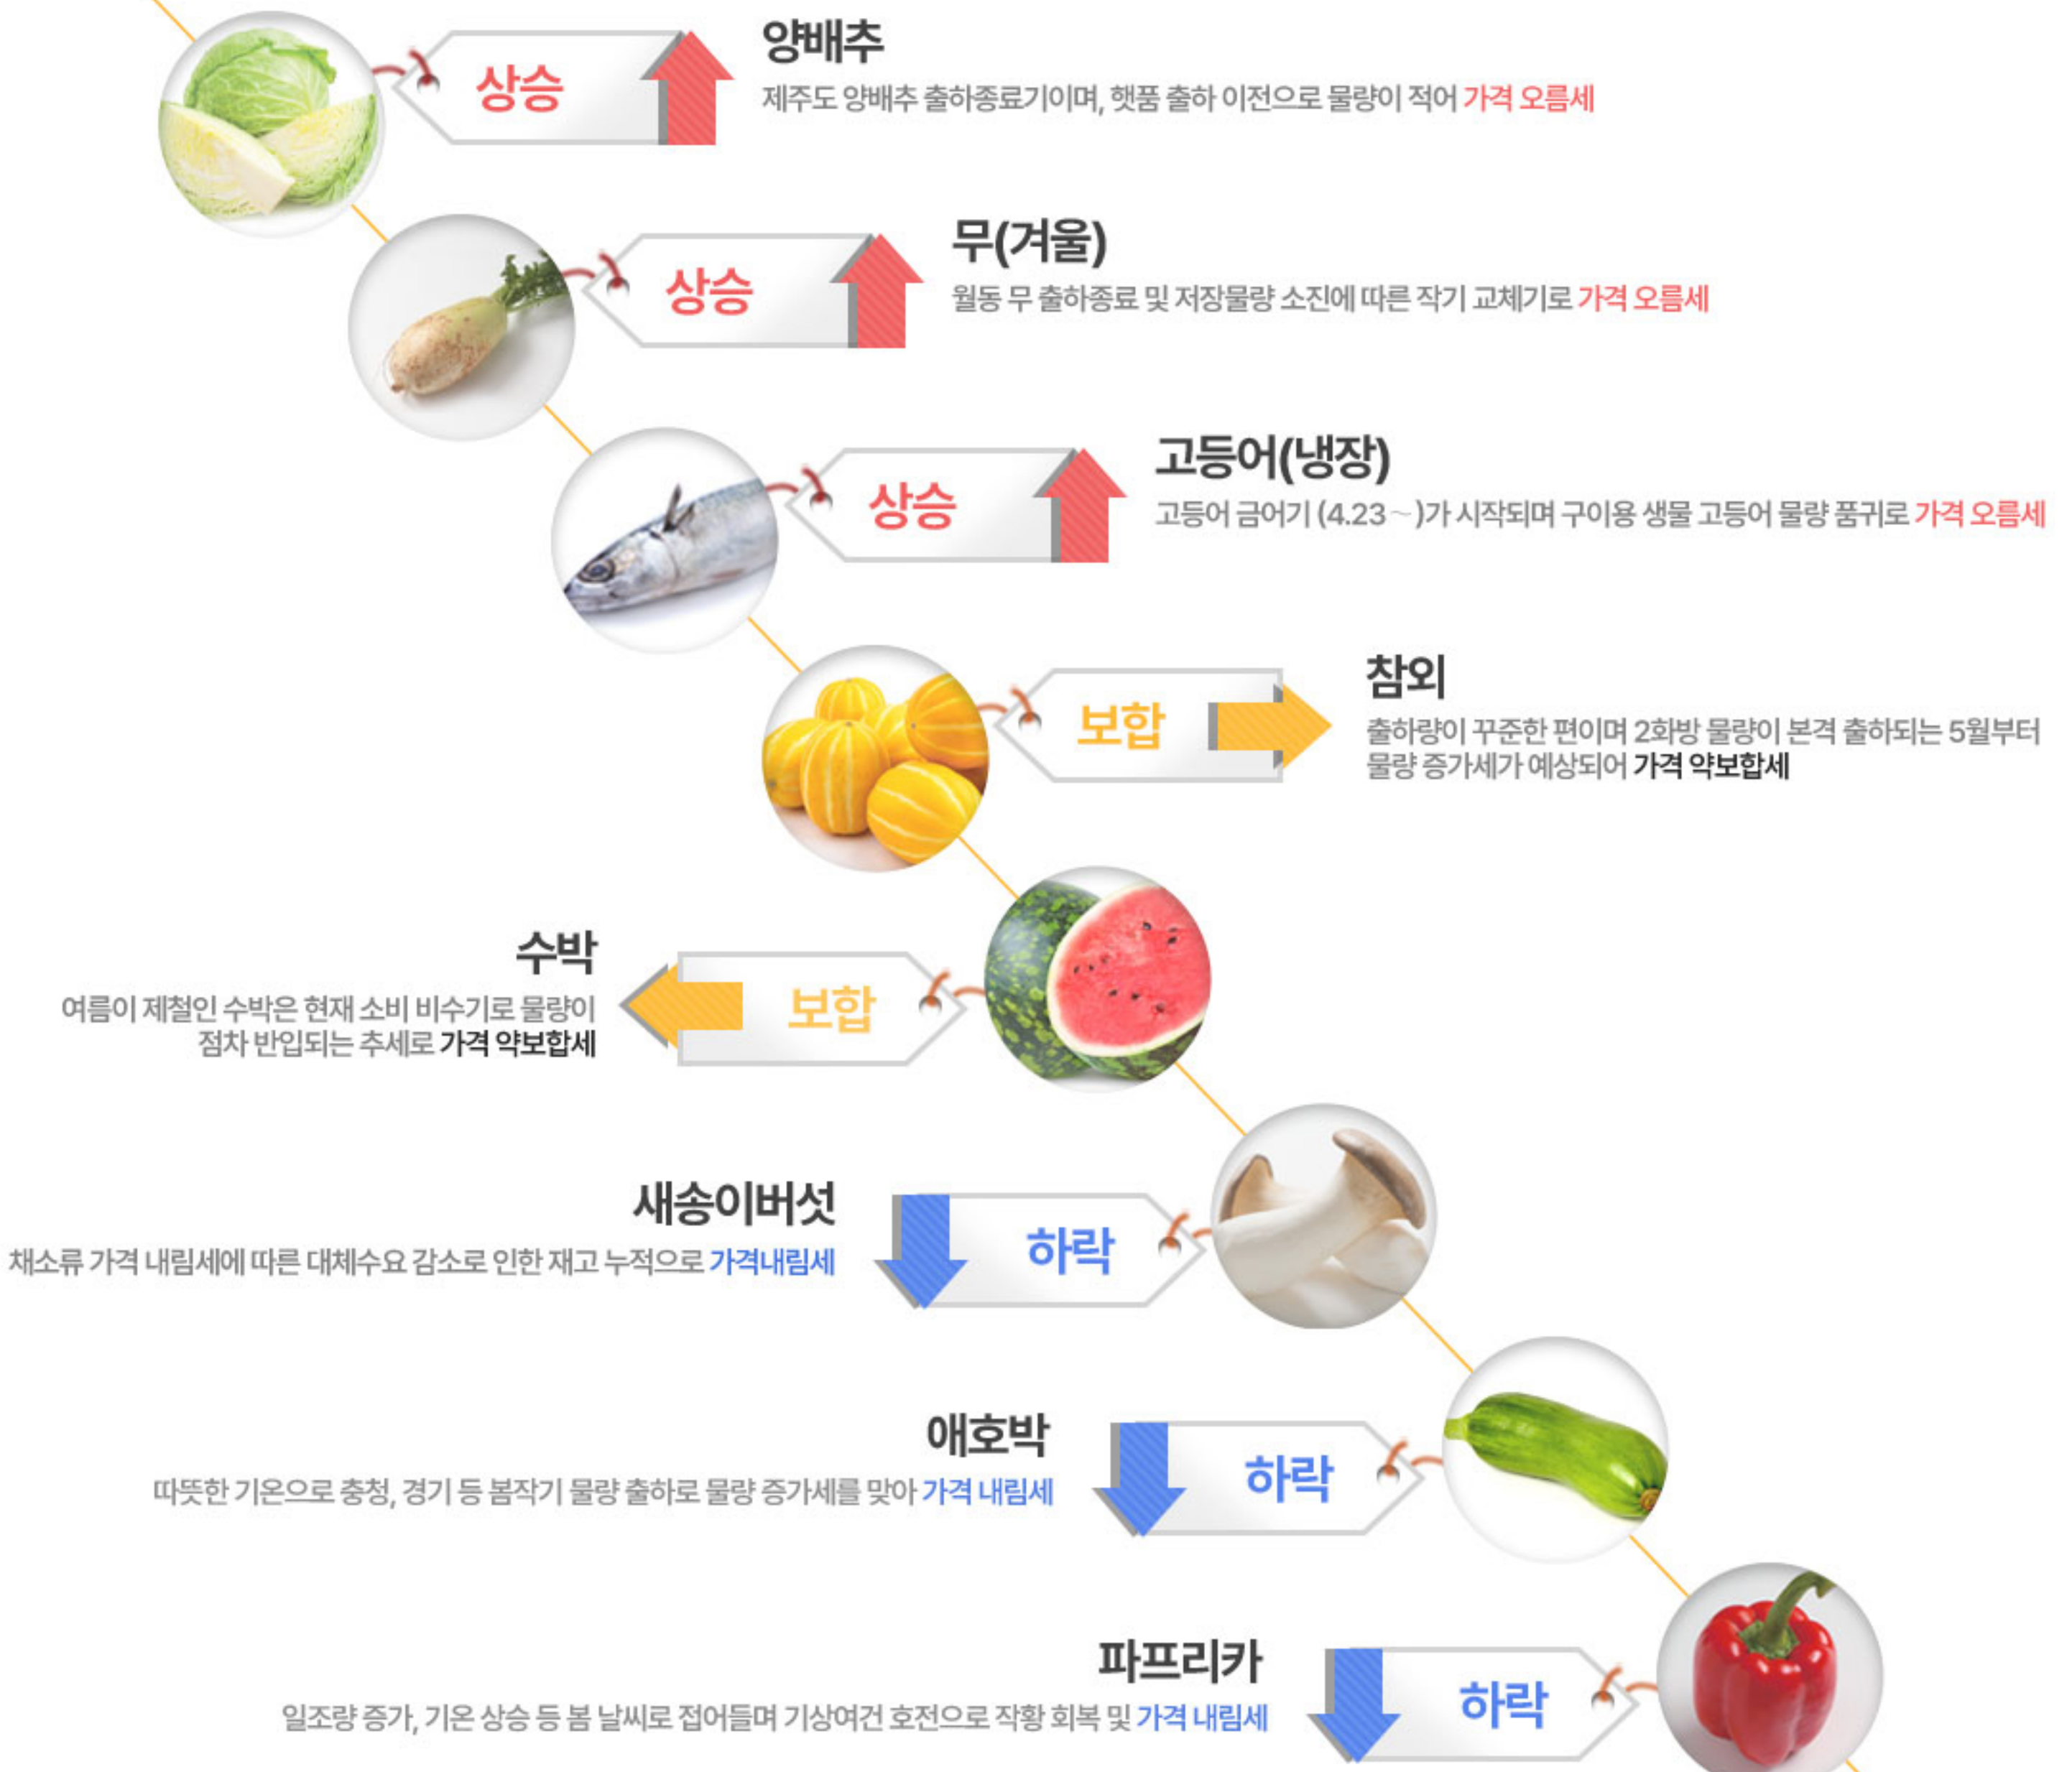 양배추
상승
제주도 양배추 출하종료기이며, 햇품 출하 이전으로 물량이 적어 가격 오름세
무(겨울)
상승
월동 무 출하종료 및 저장물량 소진에 따른 작기 교체기로 가격 오름세
고등어(냉장)
상승
고등어 금어기 (4.23～)가 시작되며 구이용 생물 고등어 물량 품귀로 가격 오름세
참외
보합
출하량이 꾸준한 편이며 2화방 물량이 본격 출하되는 5월부터
물량 증가세가 예상되어 가격 약보합세
수박
보합
여름이 제철인 수박은 현재 소비 비수기로 물량이
점차 반입되는 추세로 가격 약보합세
새송이버섯
하락
채소류 가격 내림세에 따른 대체수요 감소로 인한 재고 누적으로 가격내림세
애호박
하락
따뜻한 기온으로 충청, 경기 등 봄작기 물량 출하로 물량 증가세를 맞아 가격 내림세
파프리카
하락
일조량 증가, 기온 상승 등 봄 날씨로 접어들며 기상여건 호전으로 작황 회복 및 가격 내림세